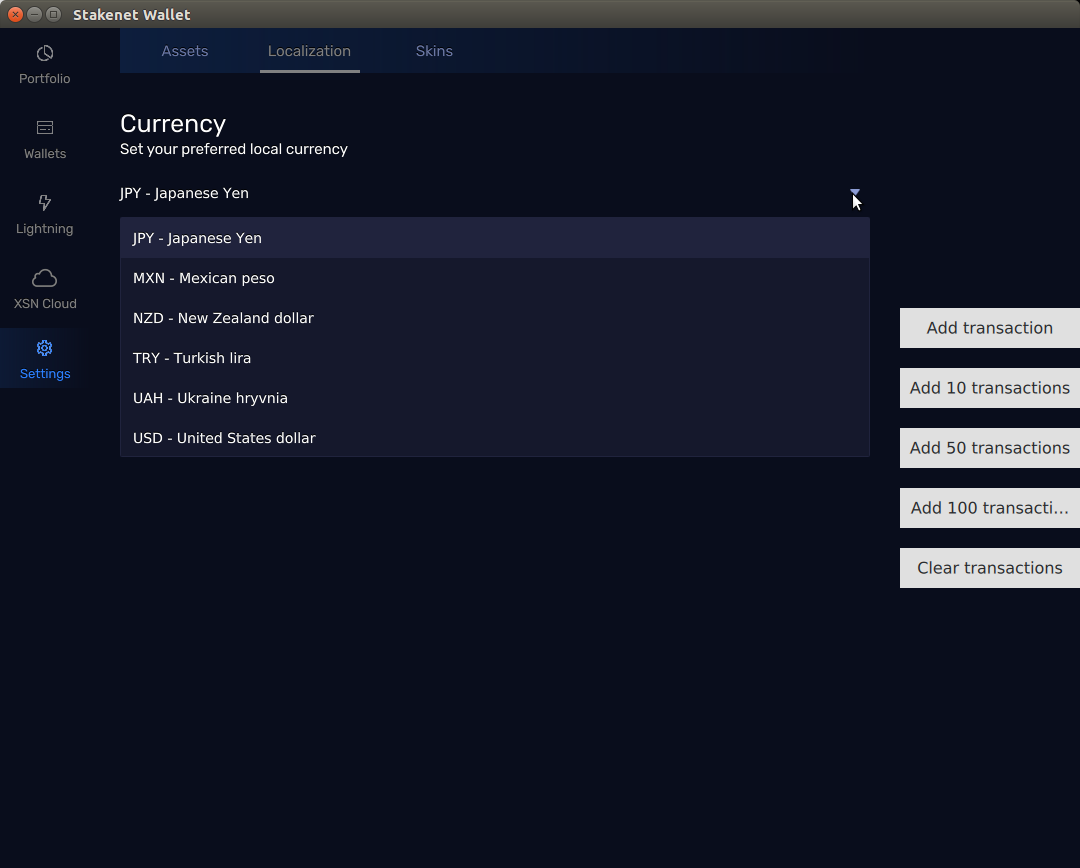 Stakenet Wallet
Portfolio
Wallets
Lightning
XSN Cloud
Settings
Assets
Localization
Skins
Currency
Set your preferred local currency
JPY - Japanese Yen
JPY - Japanese Yen
MXN - Mexican peso
NZD - New Zealand dollar
TRY - Turkish lira
UAH - Ukraine hryvnia
USD - United States dollar
Add transaction
Add 10 transactions
Add 50 transactions
Add 100 transacti...
Clear transactions